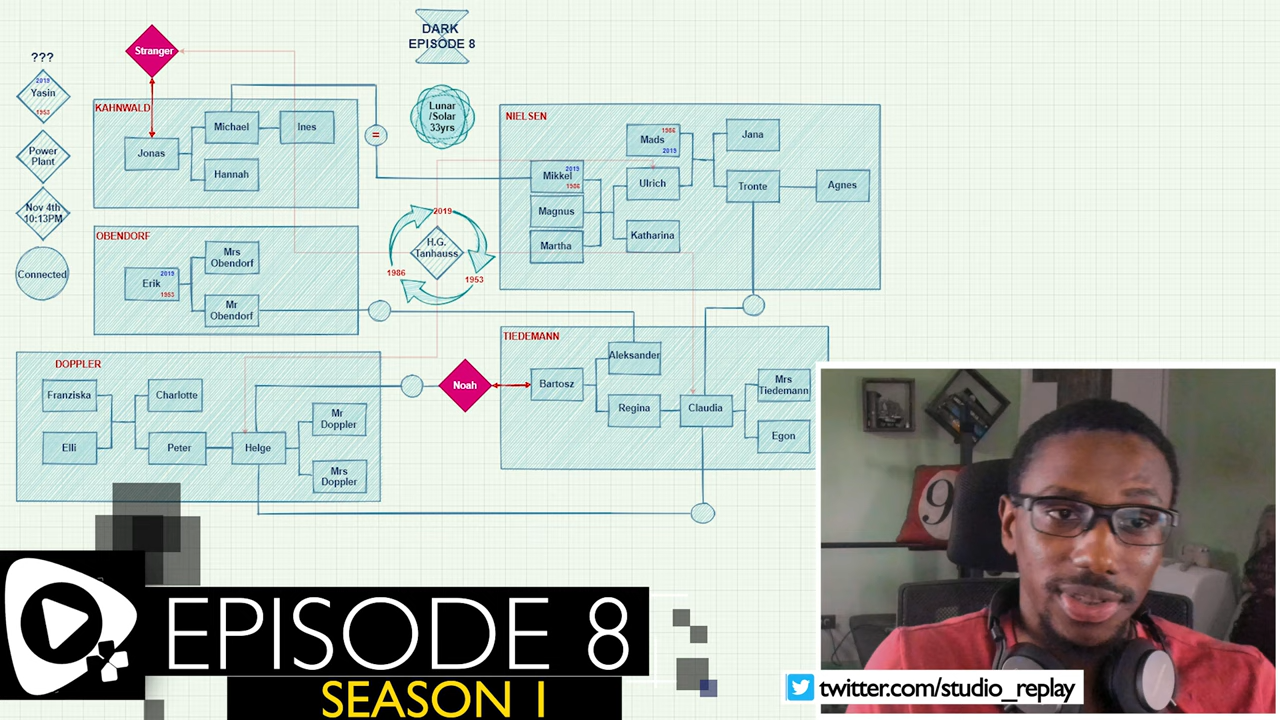 DARK
EPISODE 8
???
2019
Yasin
1953
Power
Plant
Nov 4th
10:13PM
Connected
Stranger
KAHNWALD
Jonas
Michael
Ines
Hannah
=
Lunar
/Solar
33yrs
NIELSEN
Mads
1986
2019
Jana
Mikkel
2019
1986
Ulrich
Tronte
Agnes
Magnus
Martha
Katharina
2019
H.G.
Tanhauss
1986
1953
OBENDORF
Mrs
Obendorf
Erik
2019
1953
Mr
Obendorf
DOPPLER
Franziska
Charlotte
Elli
Peter
Helge
Mr
Doppler
Mrs
Doppler
Noah
TIEDEMANN
Aleksander
Bartosz
Regina
Claudia
Mrs
Tiedemann
Egon
9
EPISODE 8
SEASON 1
twitter.com/studio_replay